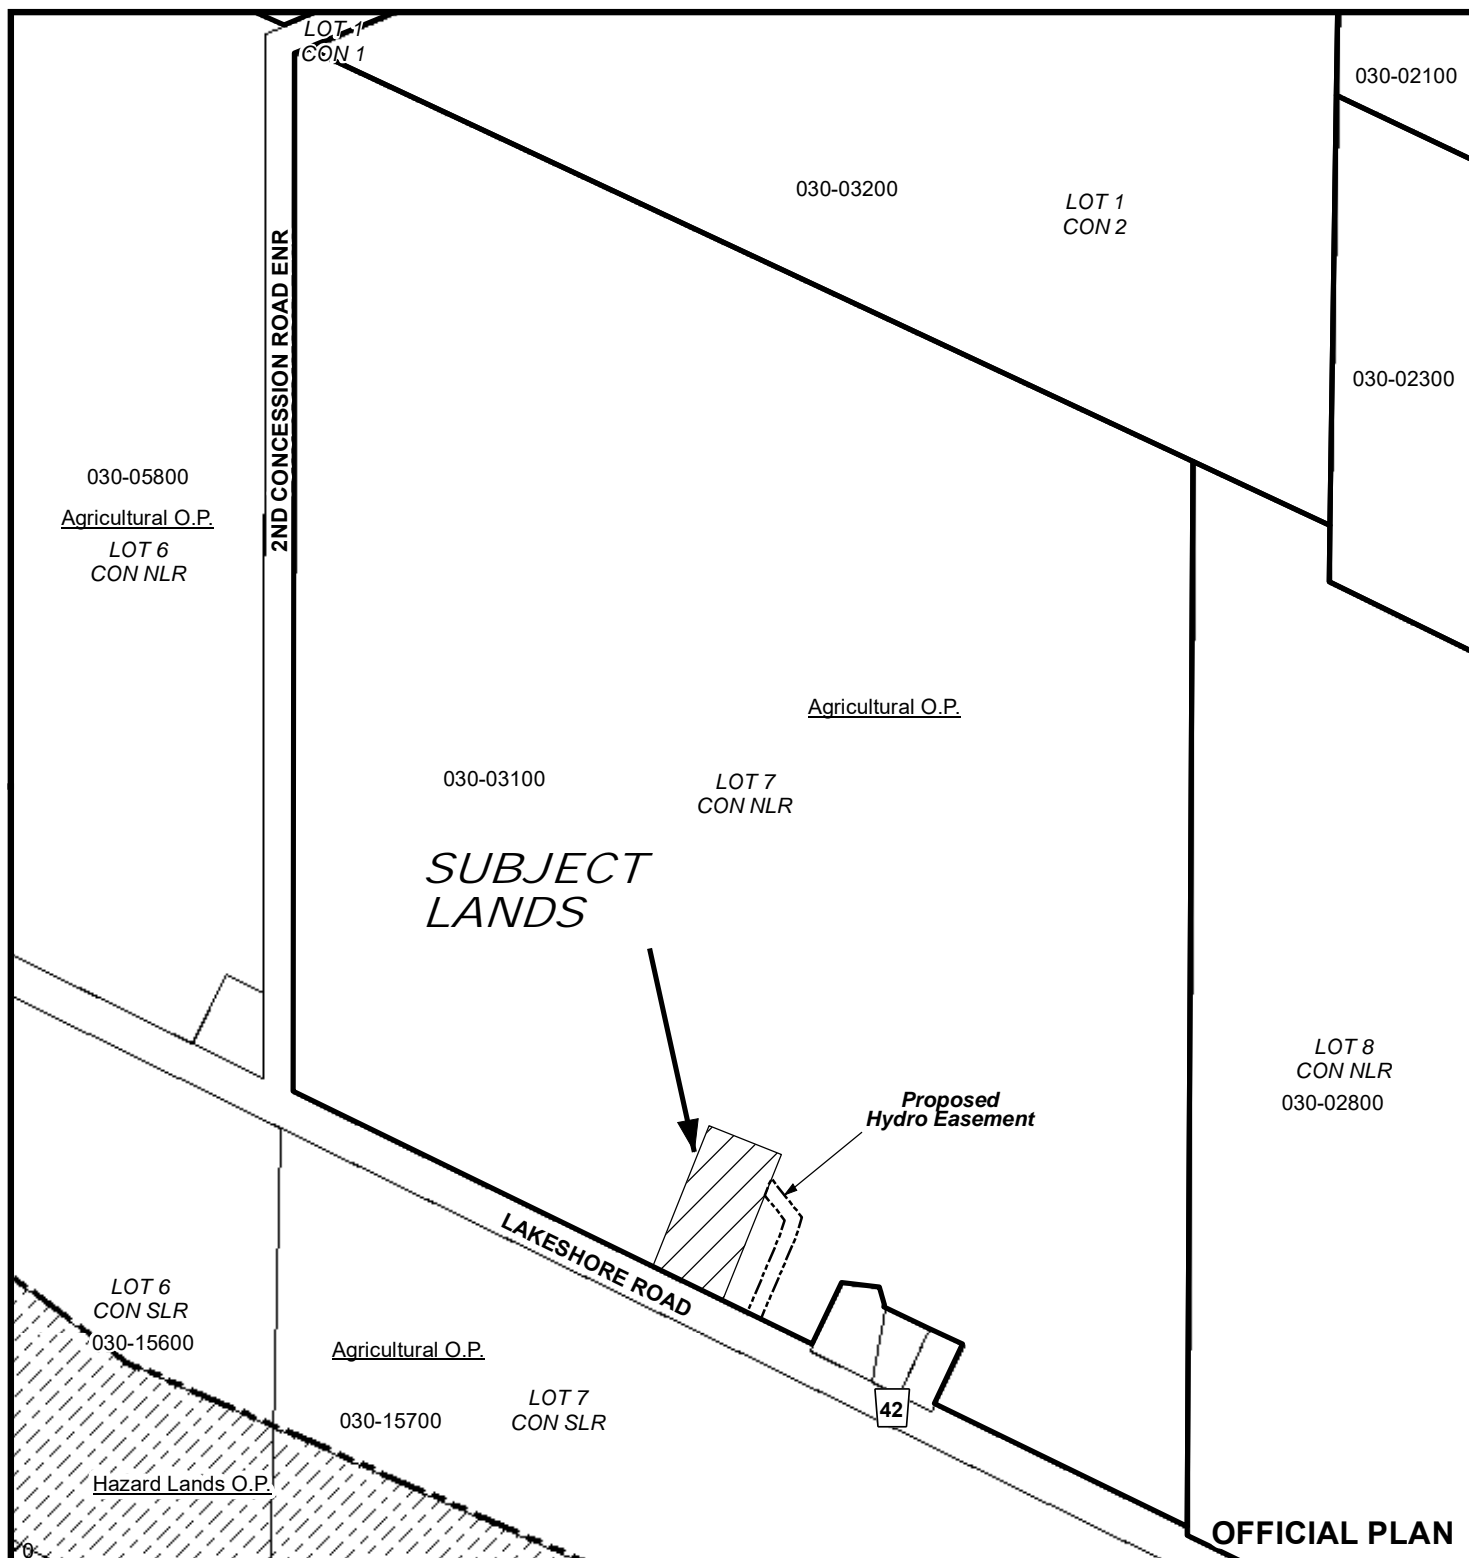 LOT 1
CON 1
030-02100
030-03200
LOT 1
CON 2
2ND CONCESSION ROAD ENR
030-02300
030-05800
Agricultural O.P.
LOT 6
CON NLR
Agricultural O.P.
030-03100
LOT 7
CON NLR
SUBJECT
LANDS
LOT 8
CON NLR
030-02800
Proposed
Hydro Easement
LAKESHORE ROAD
LOT 6
CON SLR
030-15600
Agricultural O.P.
LOT 7
CON SLR
030-15700
42
Hazard Lands O.P.
OFFICIAL PLAN
0